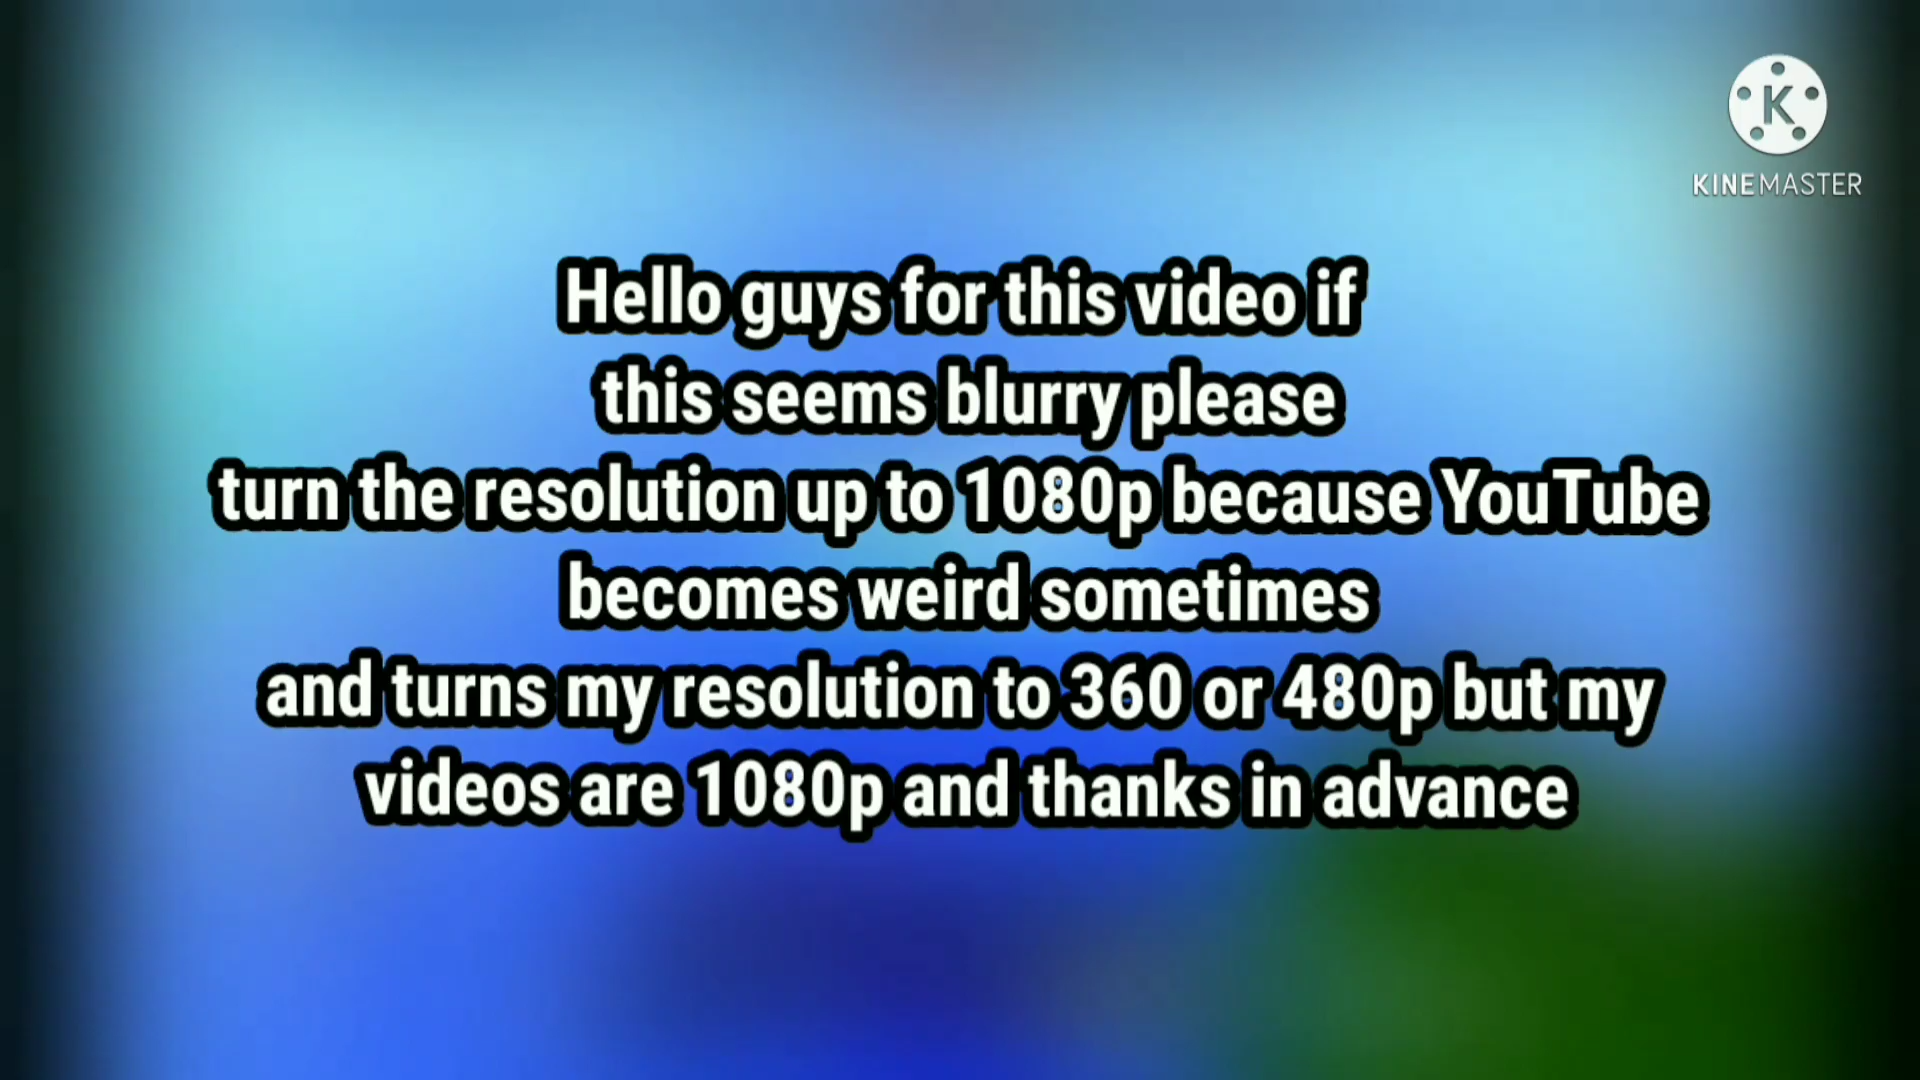 K
KINEMASTER
Hello guys for this video if
this seems blurry please
turn the resolution up to 1080p because YouTube
becomes weird sometimes
and turns my resolution to 360 or 480p but my
videos are 1080p and thanks in advance